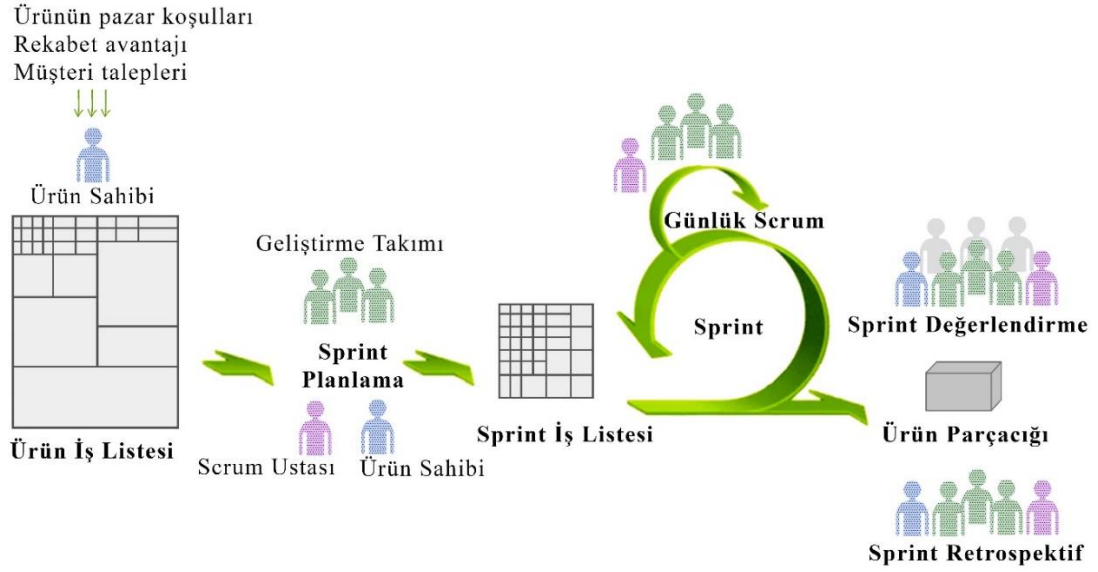 Ürünün pazar koşulları
Rekabet avantajı
Müşteri talepleri
Ürün Sahibi
Ürün İş Listesi
Geliştirme Takımı
Sprint
Planlama
Scrum Ustası
Ürün Sahibi
Sprint İş Listesi
Günlük Scrum
Sprint
Sprint Değerlendirme
Ürün Parçacığı
Sprint Retrospektif